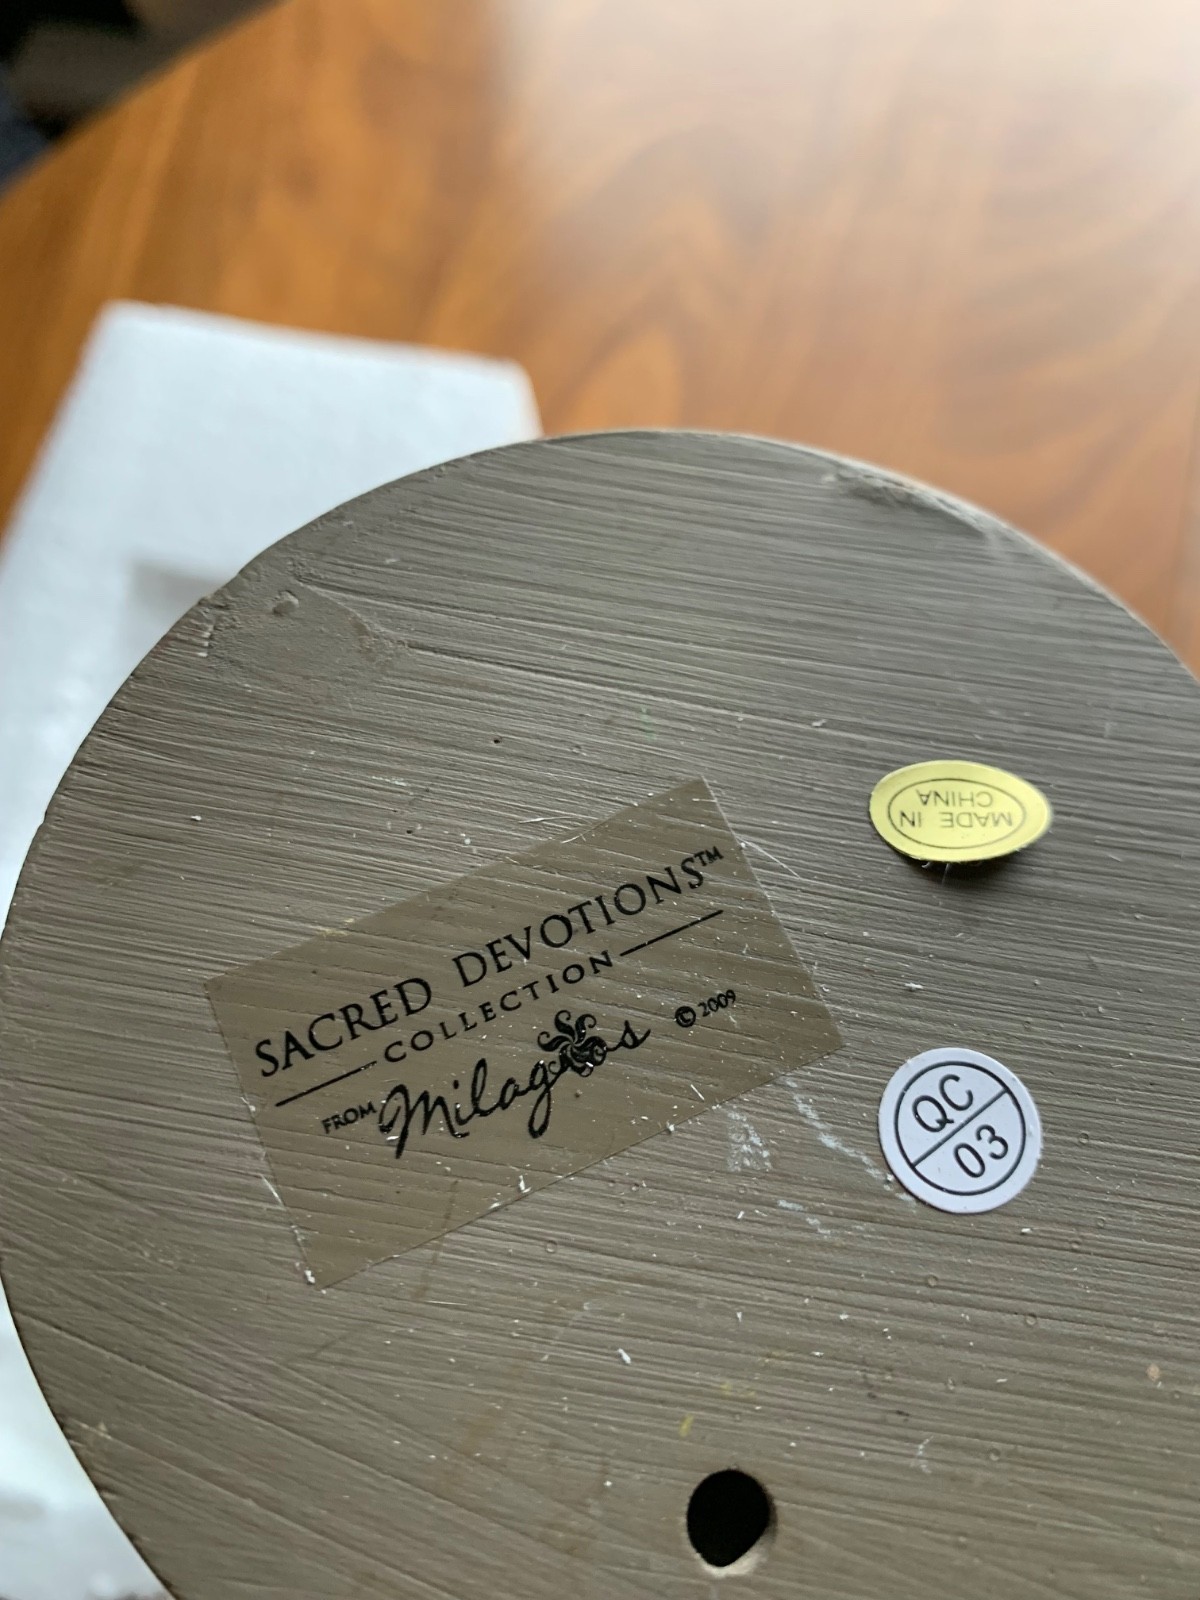 SACRED DEVOTIONS™
COLLECTION
FROM Milagros ©2009
MADE IN
CHINA
QC
03